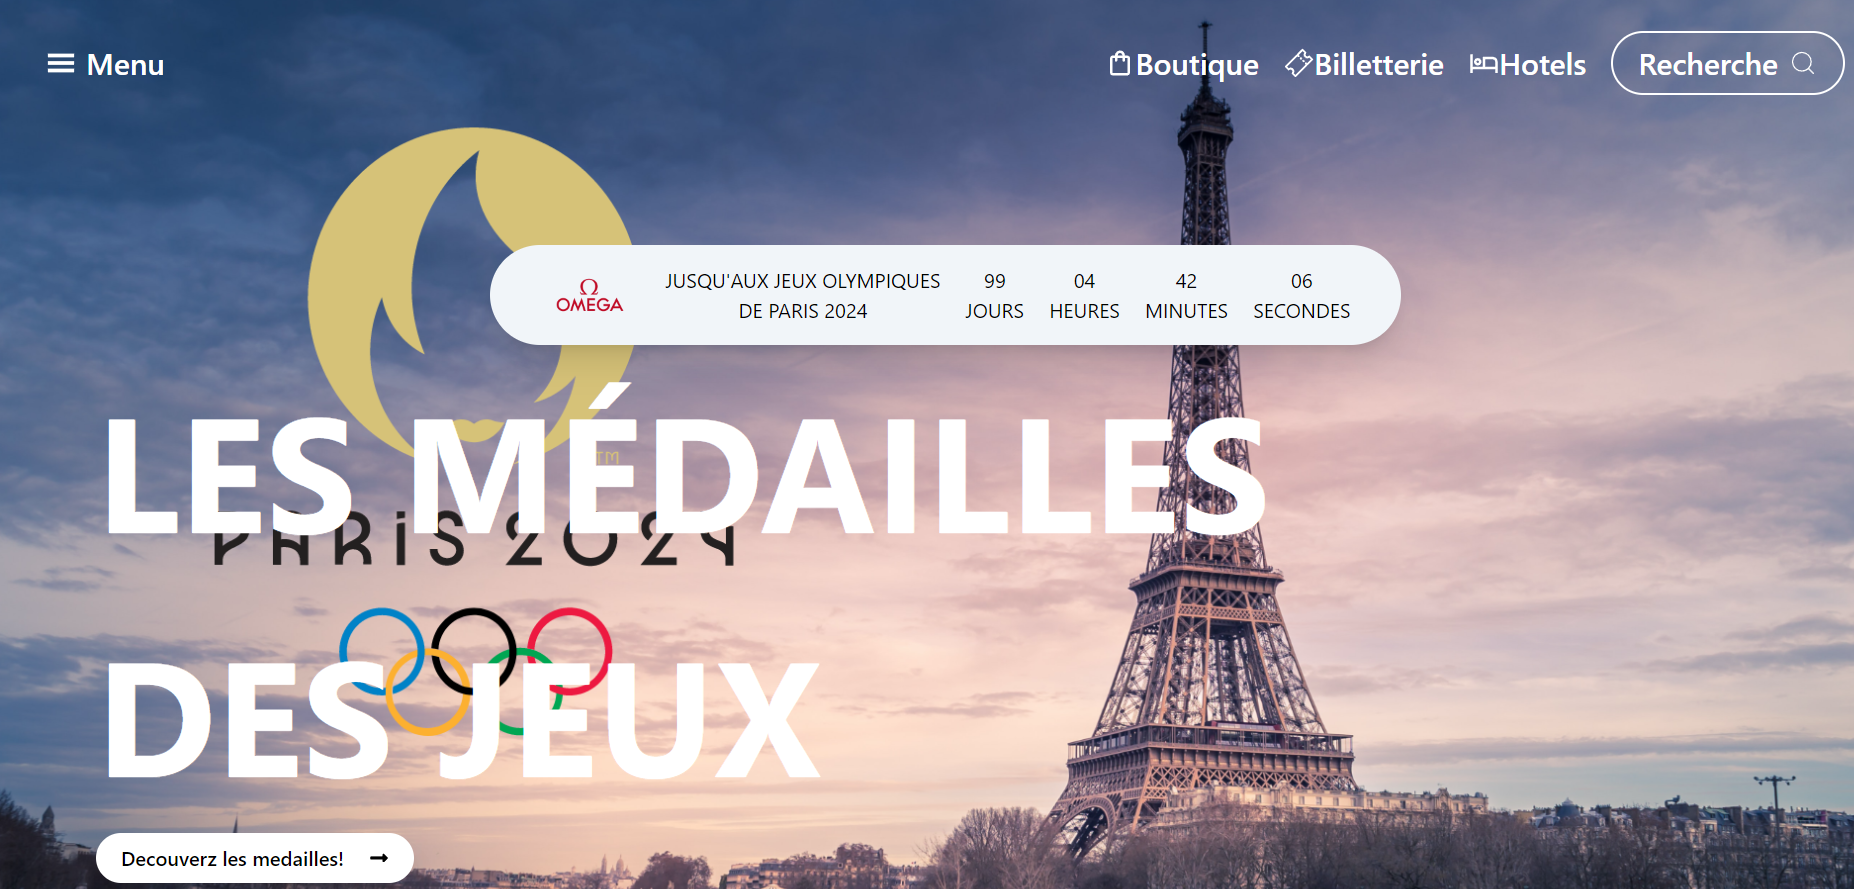 Menu
Boutique
Billetterie
Hotels
Recherche
Ω
OMEGA
JUSQU'AUX JEUX OLYMPIQUES
DE PARIS 2024
99
JOURS
04
HEURES
42
MINUTES
06
SECONDES
LES MÉDAILLES
TM
PARIS 2024
DES JEUX
Decouverz les medailles!